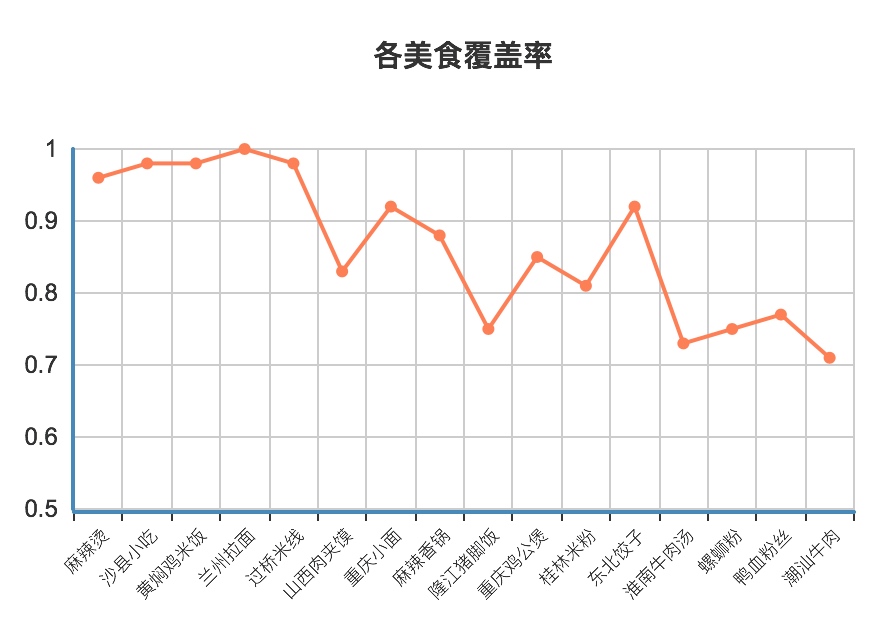 各美食覆盖率
1
0.9
0.8
0.7
0.6
0.5
麻辣烫
沙县小吃
黄焖鸡米饭
兰州拉面
过桥米线
山西肉夹馍
重庆小面
麻辣香锅
隆江猪脚饭
重庆鸡公煲
桂林米粉
东北饺子
淮南牛肉汤
螺蛳粉
鸭血粉丝
潮汕牛肉